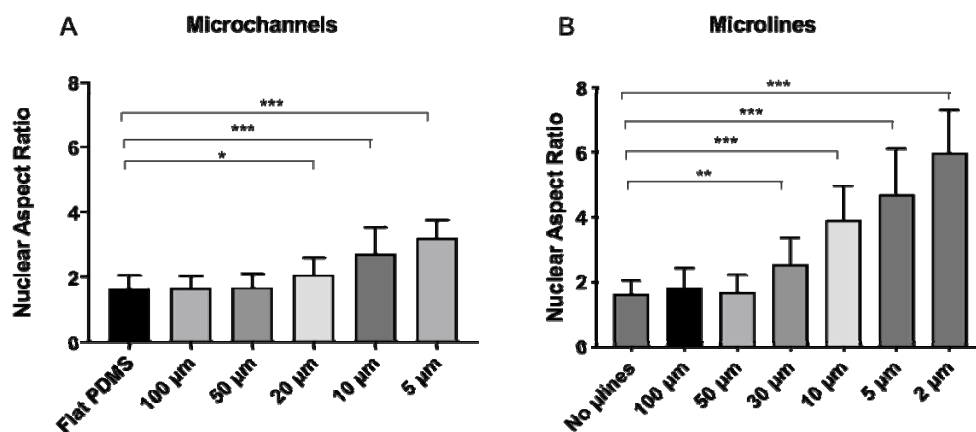 A
Microchannels
Nuclear Aspect Ratio
8
6
4
2
0
***
***
*
Flat PDMS
100 µm
50 µm
20 µm
10 µm
5 µm
B
Microlines
Nuclear Aspect Ratio
8
6
4
2
0
***
***
***
**
No µlines
100 µm
50 µm
30 µm
10 µm
5 µm
2 µm